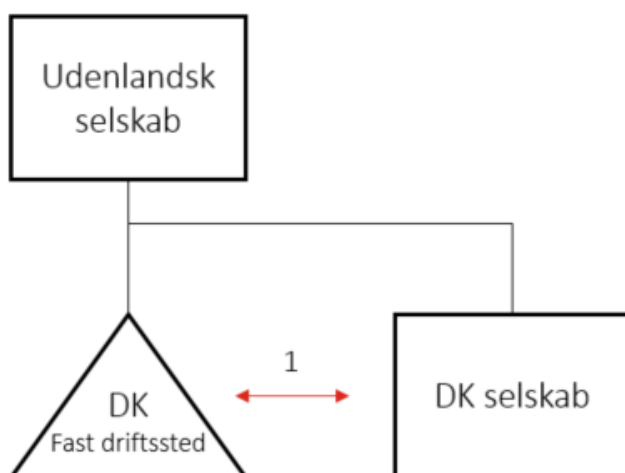 Udenlandsk
selskab
1
DK
Fast driftssted
DK selskab